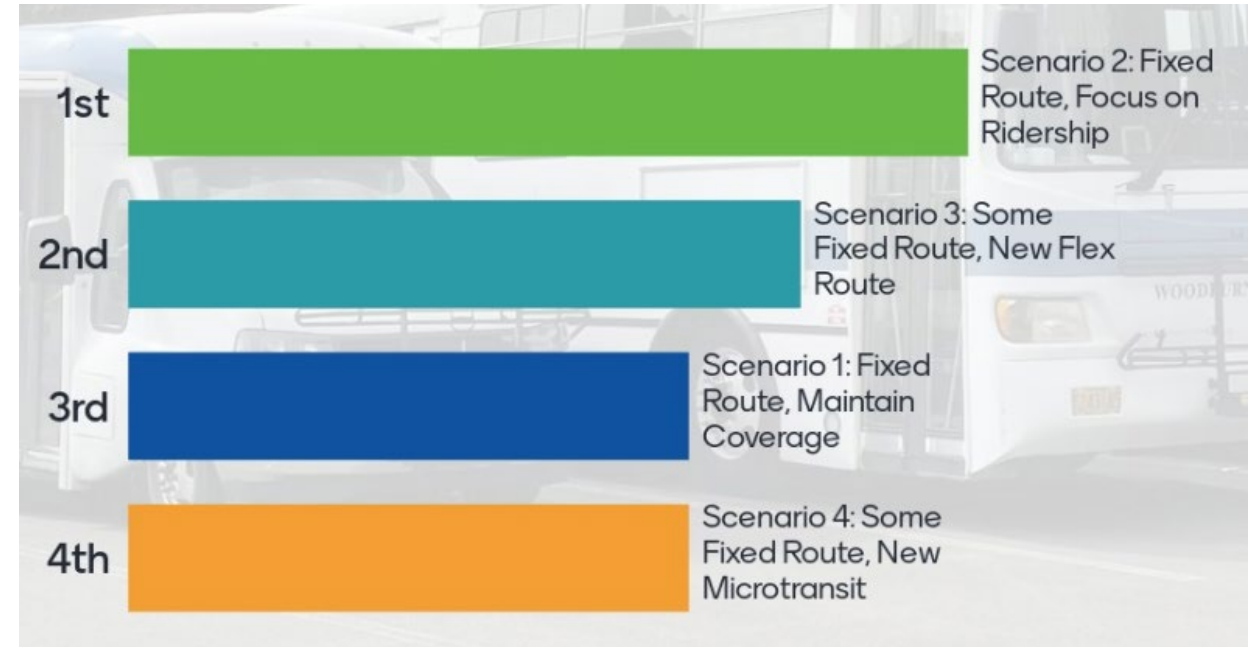 1st
Scenario 2: Fixed
Route, Focus on
Ridership
2nd
Scenario 3: Some
Fixed Route, New Flex
Route
3rd
Scenario 1: Fixed
Route, Maintain
Coverage
4th
Scenario 4: Some
Fixed Route, New
Microtransit